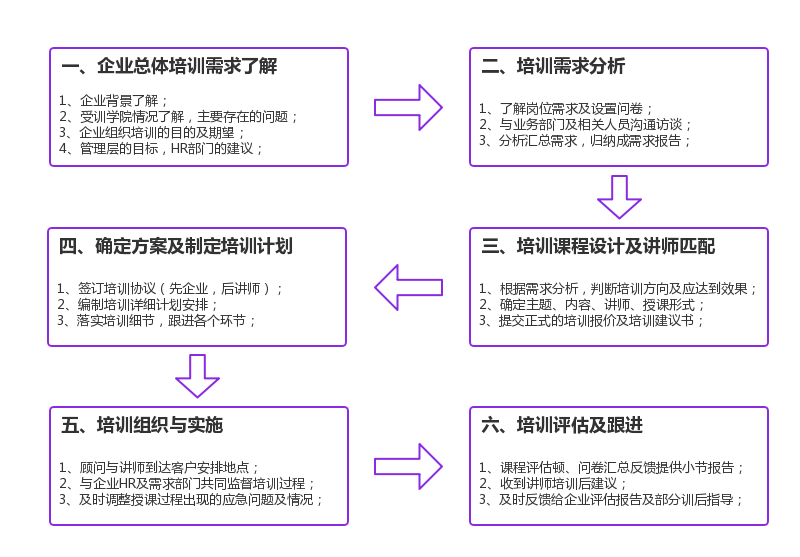 一、企业总体培训需求了解
1、企业背景了解；
2、受训学院情况了解，主要存在的问题；
3、企业组织培训的目的及期望；
4、管理层的目标，HR部门的建议；
二、培训需求分析
1、了解岗位需求及设置问卷；
2、与业务部门及相关人员沟通访谈；
3、分析汇总需求，归纳成需求报告；
三、培训课程设计及讲师匹配
1、根据需求分析，判断培训方向及应达到效果；
2、确定主题、内容、讲师、授课形式；
3、提交正式的培训报价及培训建议书；
四、确定方案及制定培训计划
1、签订培训协议（先企业，后讲师）；
2、编制培训详细计划安排；
3、落实培训细节，跟进各个环节；
五、培训组织与实施
1、顾问与讲师到达客户安排地点；
2、与企业HR及需求部门共同监督培训过程；
3、及时调整授课过程出现的应急问题及情况；
六、培训评估及跟进
1、课程评估顿、问卷汇总反馈提供小节报告；
2、收到讲师培训后建议；
3、及时反馈给企业评估报告及部分训后指导；